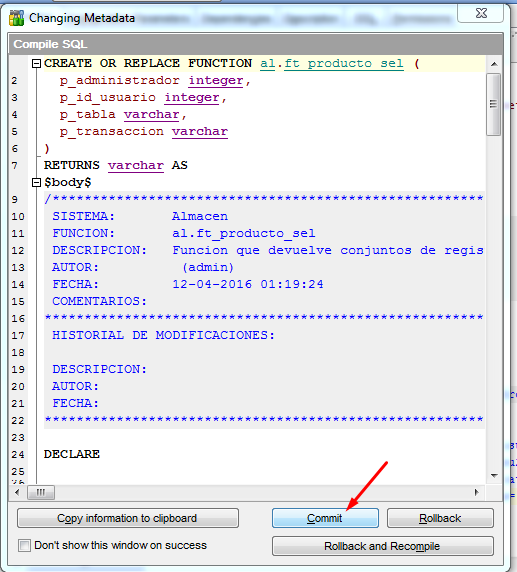 Changing Metadata
Compile SQL
CREATE OR REPLACE FUNCTION al.ft_producto_sel (
2 p_administrador integer,
3 p_id_usuario integer,
4 p_tabla varchar,
5 p_transaccion varchar
6 )
7 RETURNS varchar AS
$body$
9 /*******************************************************
10 SISTEMA: Almacen
11 FUNCION: al.ft_producto_sel
12 DESCRIPCION: Funcion que devuelve conjuntos de regis
13 AUTOR: (admin)
14 FECHA: 12-04-2016 01:19:24
15 COMENTARIOS:
16 *******************************************************
17 HISTORIAL DE MODIFICACIONES:
18
19 DESCRIPCION:
20 AUTOR:
21 FECHA:
22 *******************************************************
23
24 DECLARE
25
Copy information to clipboard
Commit
Rollback
Don't show this window on success
Rollback and Recompile